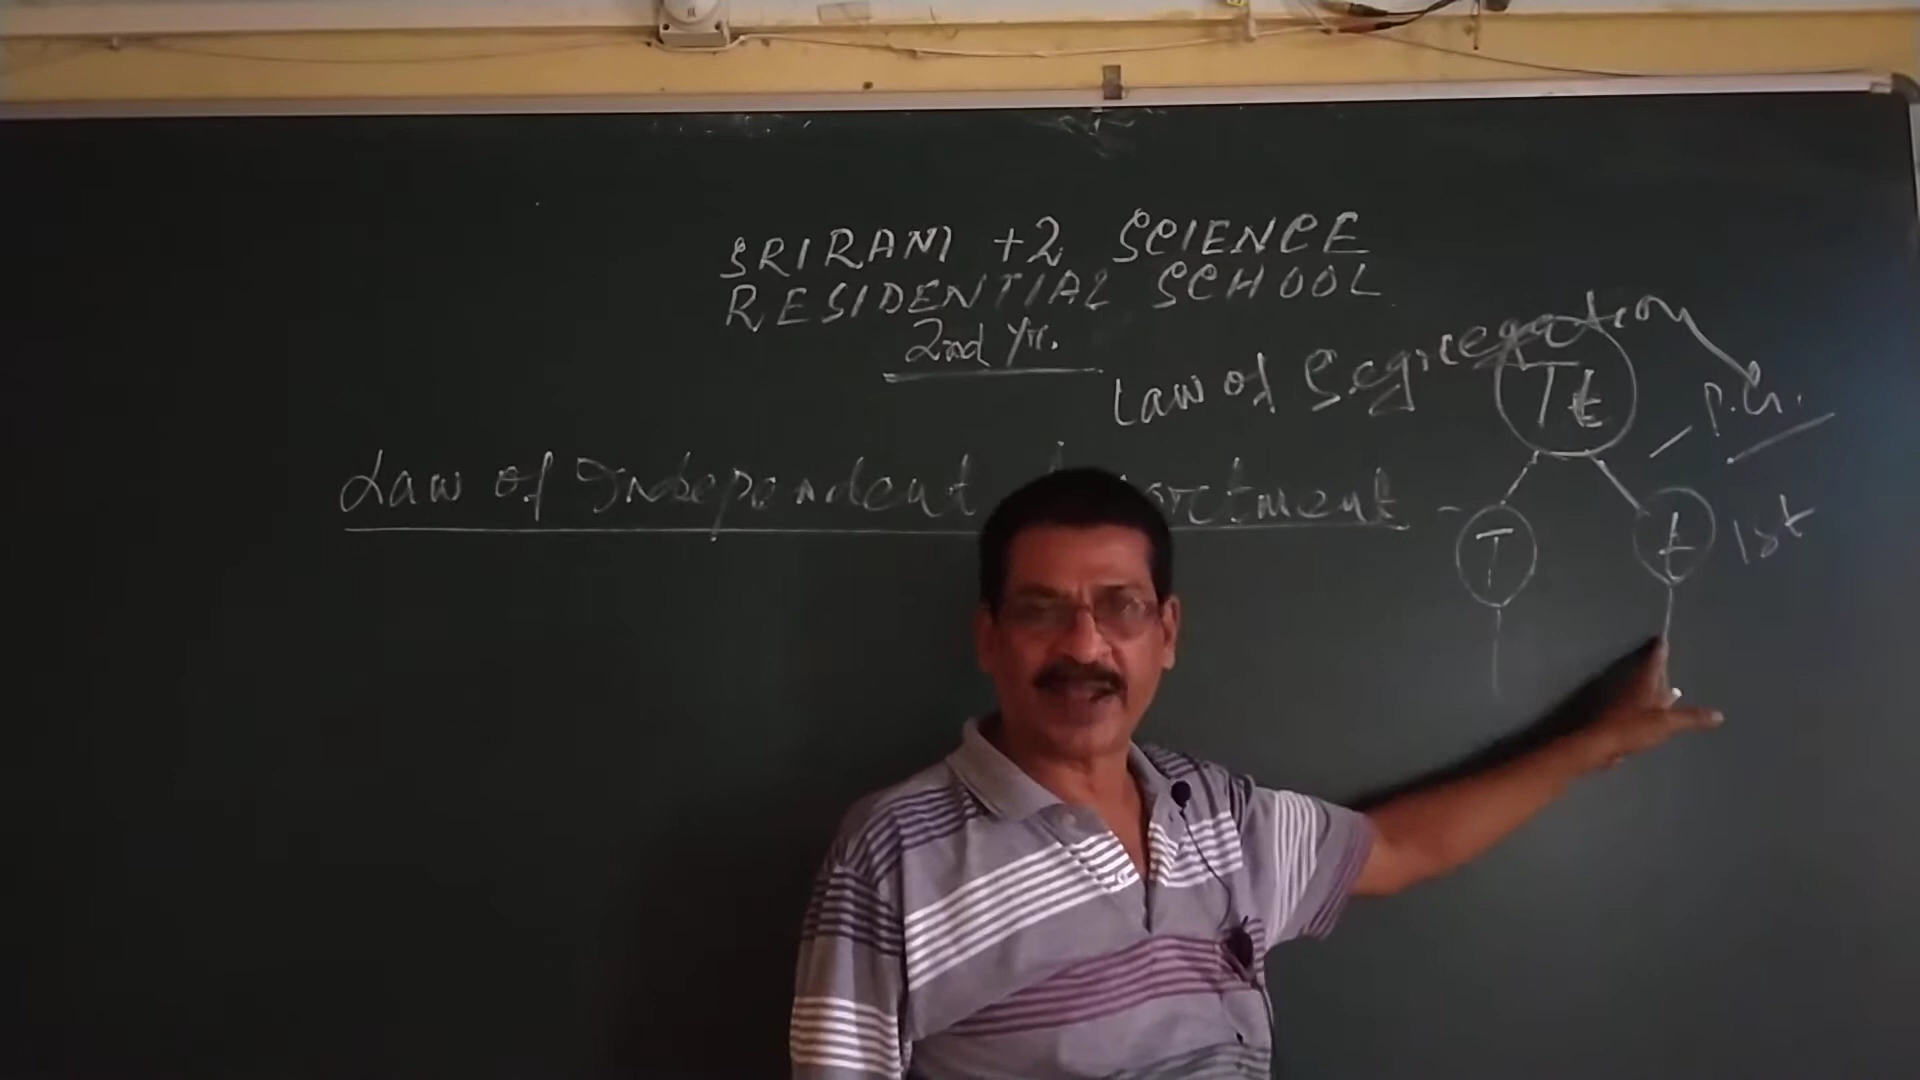 SRIRAM +2 SCIENCE
RESIDENTIAL SCHOOL
2nd Yr.
Law of Segregation
P.G.
Tt
Law of Independent
T
t
1st